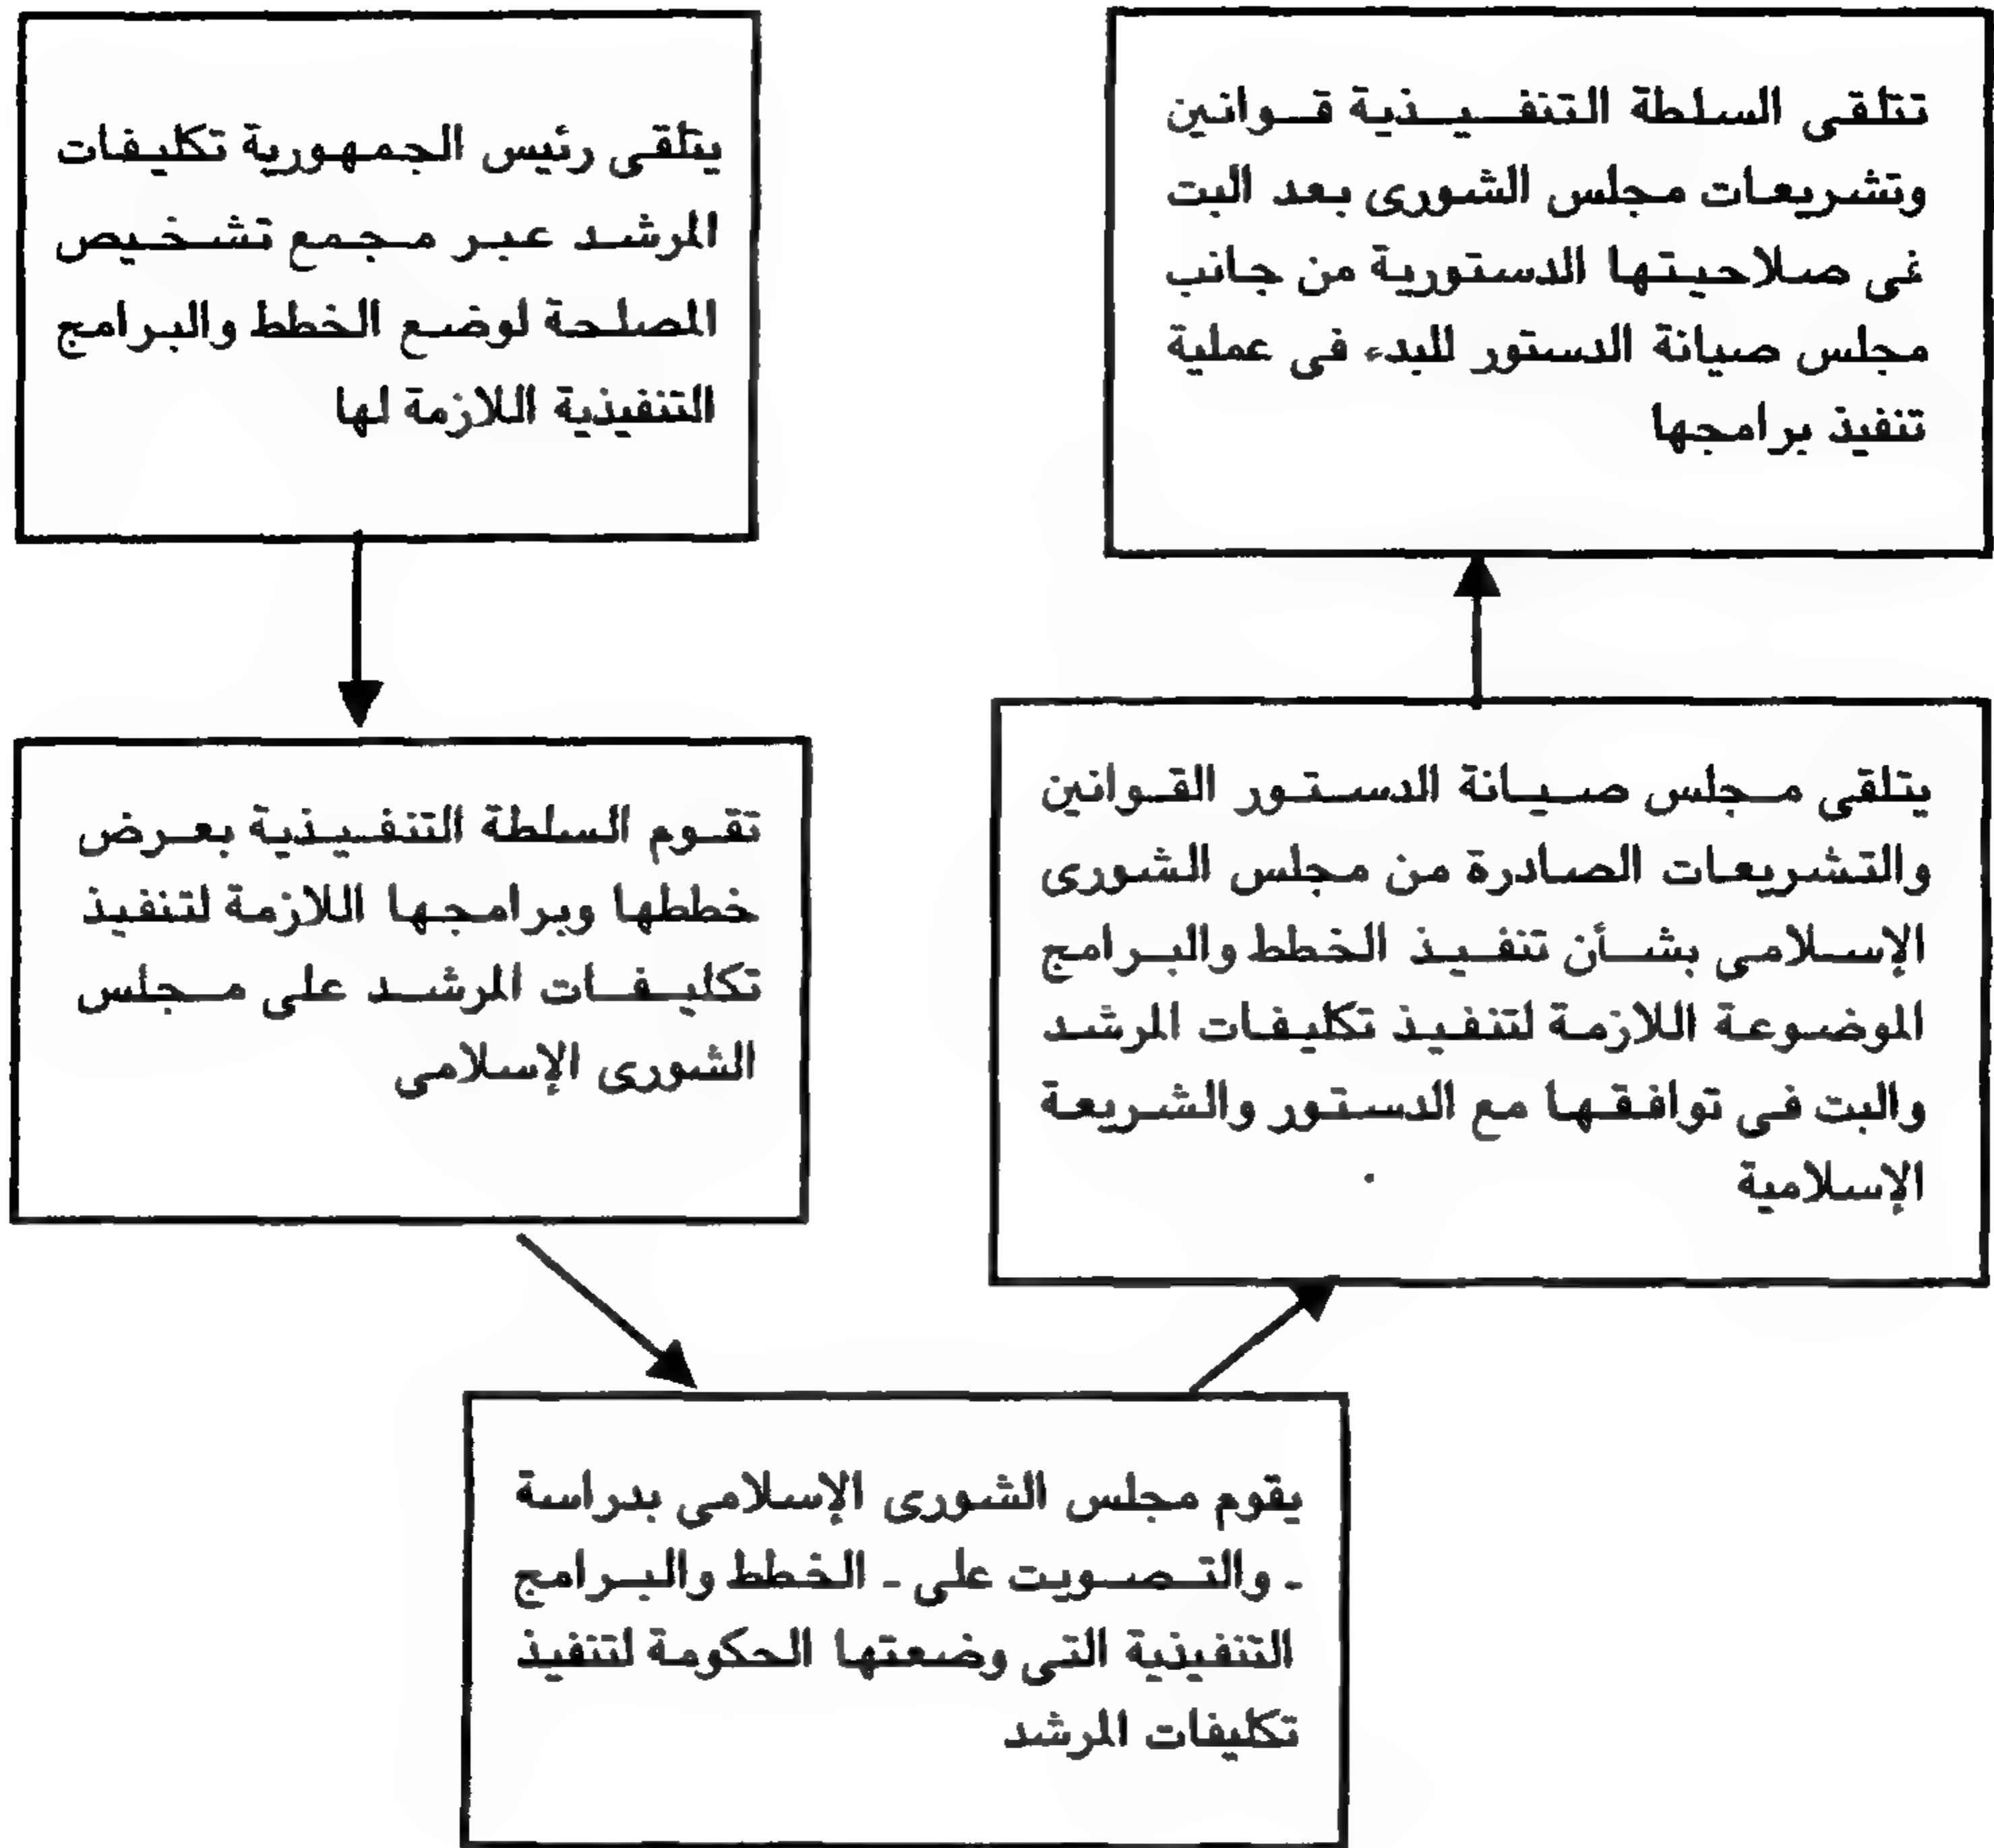 يتلقى رئيس الجمهورية تكليفات
المرشد عبر مجمع تشخيص
المصلحة لوضع الخطط والبرامج
التنفيذية اللازمة لها
تقوم السلطة التنفيذية بعرض
خططها وبرامجها اللازمة لتنفيذ
تكليفات المرشد على مجلس
الشورى الإسلامى
يقوم مجلس الشورى الإسلامى بدراسة
- والتصويت على - الخطط والبرامج
التنفيذية التى وضعتها الحكومة لتنفيذ
تكليفات المرشد
يتلقى مجلس صيانة الدستور القوانين
والتشريعات الصادرة من مجلس الشورى
الإسلامى بشأن تنفيذ الخطط والبرامج
الموضوعة اللازمة لتنفيذ تكليفات المرشد
والبت فى توافقها مع الدستور والشريعة
الإسلامية
تتلقى السلطة التنفيذية قوانين
وتشريعات مجلس الشورى بعد البت
فى صلاحيتها الدستورية من جانب
مجلس صيانة الدستور للبدء فى عملية
تنفيذ برامجها